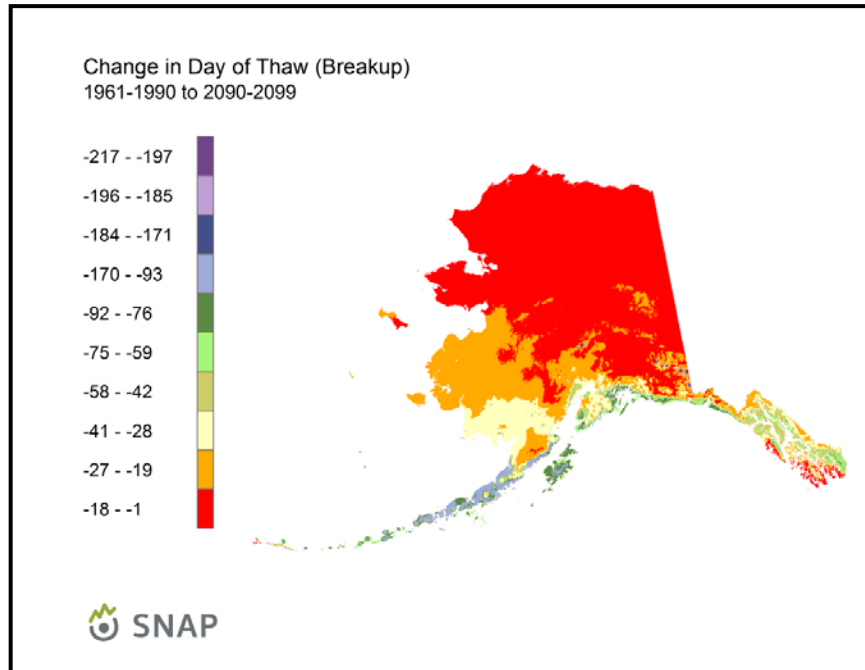 Change in Day of Thaw (Breakup)
1961-1990 to 2090-2099
-217 - -197
-196 - -185
-184 - -171
-170 - -93
-92 - -76
-75 - -59
-58 - -42
-41 - -28
-27 - -19
-18 - -1
SNAP